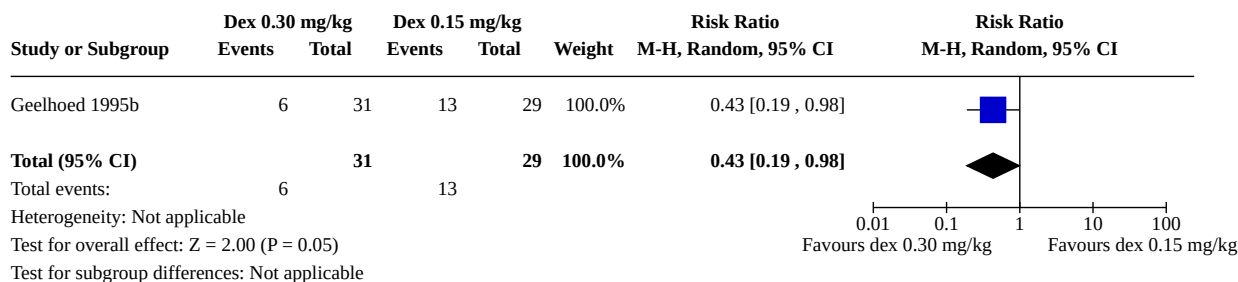 Dex 0.30 mg/kg Dex 0.15 mg/kg Risk Ratio Risk Ratio
Study or Subgroup Events Total Events Total Weight M-H, Random, 95% CI M-H, Random, 95% CI
Geelhoed 1995b 6 31 13 29 100.0% 0.43 [0.19 , 0.98]
Total (95% CI) 31 29 100.0% 0.43 [0.19 , 0.98]
Total events: 6 13
Heterogeneity: Not applicable
0.01 0.1 1 10 100
Test for overall effect: Z = 2.00 (P = 0.05) Favours dex 0.30 mg/kg Favours dex 0.15 mg/kg
Test for subgroup differences: Not applicable